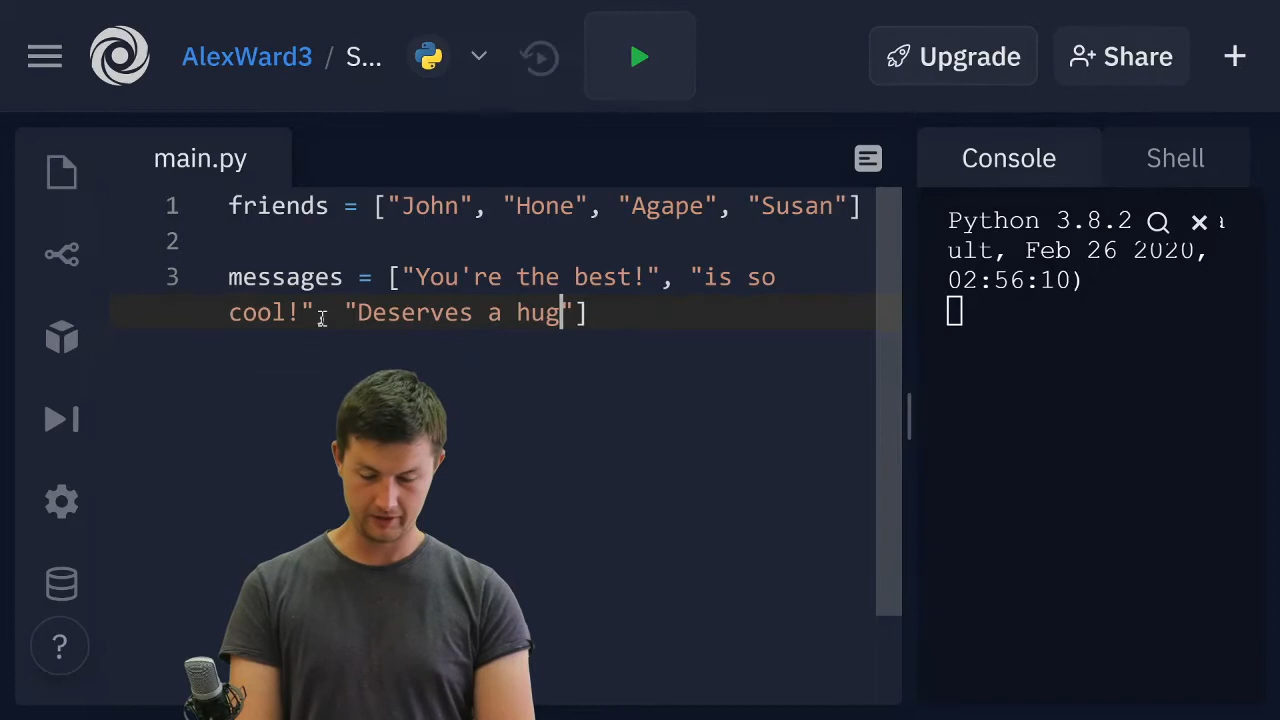 AlexWard3 / S...
Upgrade
Share
main.py
Console
Shell
1 friends = ["John", "Hone", "Agape", "Susan"]
2
3 messages = ["You're the best!", "is so
cool!", "Deserves a hug"]
Python 3.8.2
ult, Feb 26 2020,
02:56:10)
?